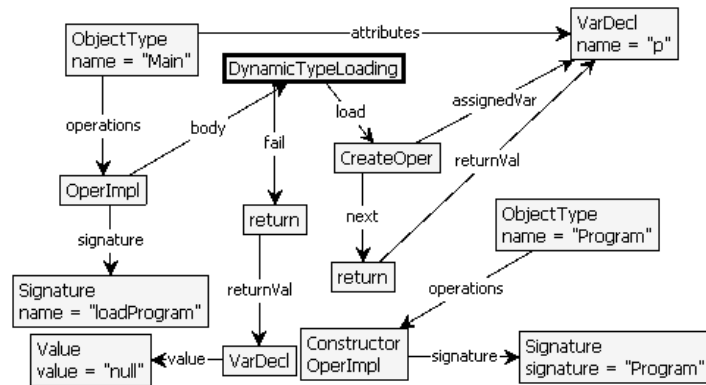 attributes
ObjectType
name = "Main"
VarDecl
name = "p"
DynamicTypeLoading
load
assignedVar
operations
body
fail
CreateOper
returnVal
OperImpl
next
return
ObjectType
name = "Program"
signature
return
operations
Signature
name = "loadProgram"
returnVal
Value
value = "null"
value
VarDecl
Constructor
OperImpl
signature
Signature
signature = "Program"